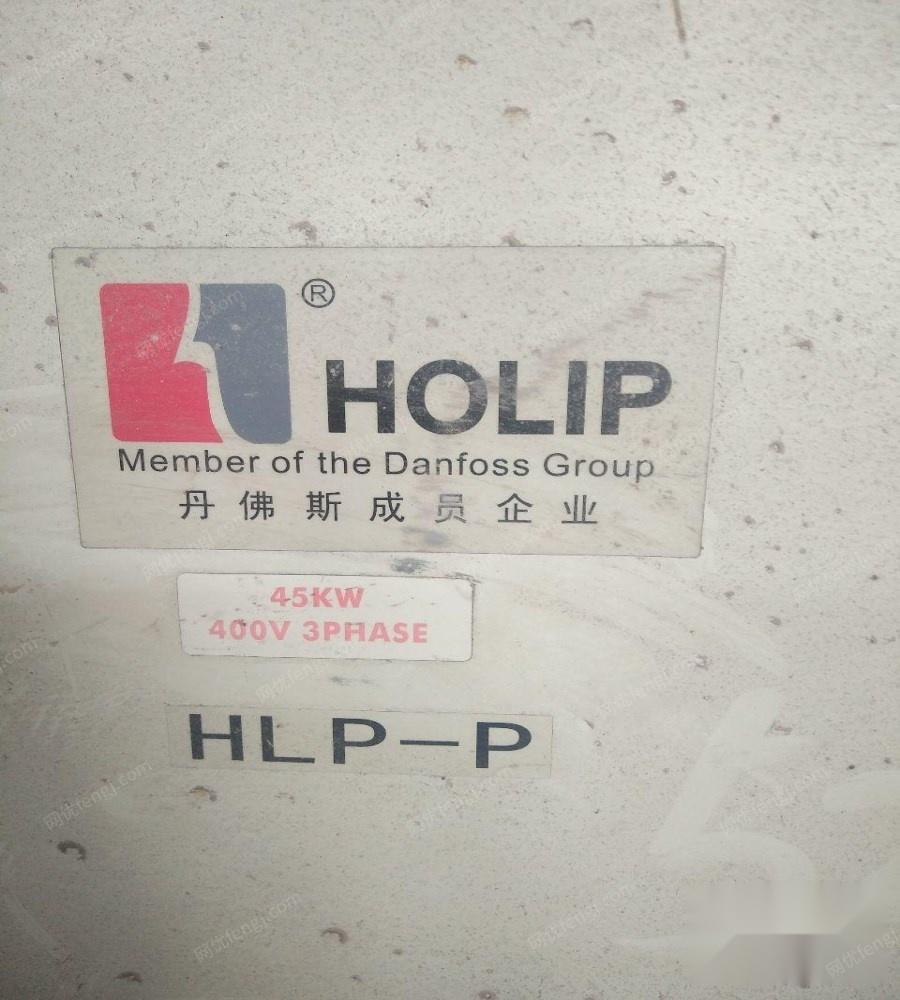 ®
HOLIP
Member of the Danfoss Group
丹佛斯成员企业
45KW
400V 3PHASE
HLP-P